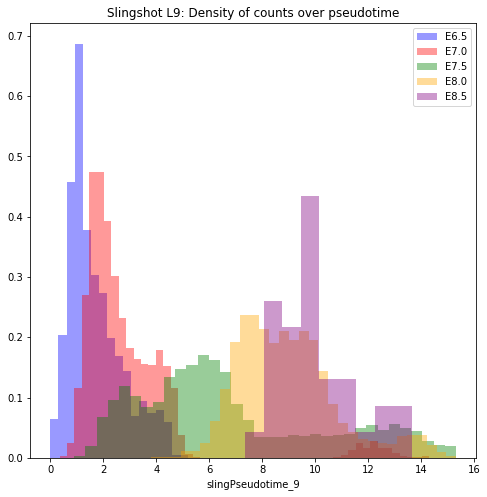 Slingshot L9: Density of counts over pseudotime
E6.5
E7.0
E7.5
E8.0
E8.5
0.7
0.6
0.5
0.4
0.3
0.2
0.1
0.0
0 2 4 6 8 10 12 14 16
slingPseudotime_9